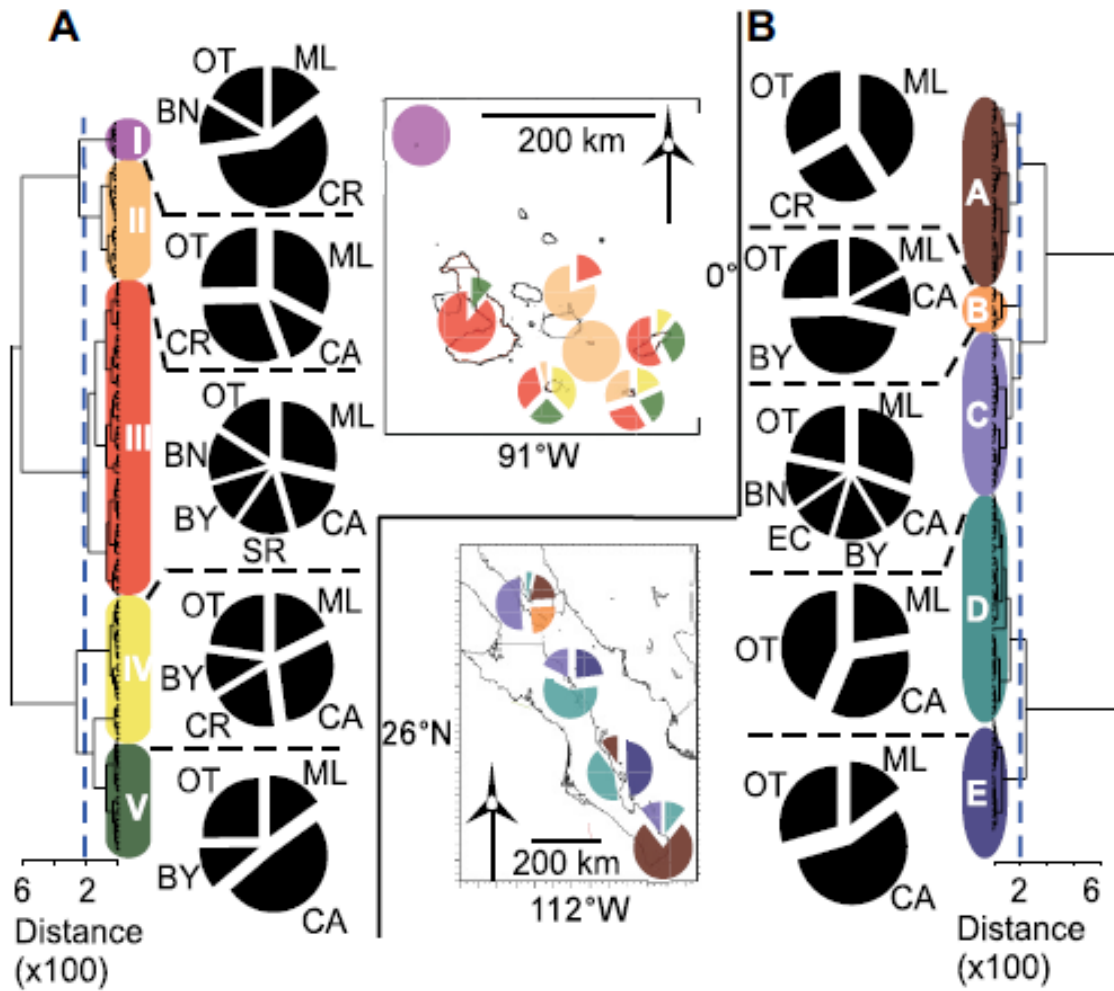 A
OT
ML
BN
CR
I
II
OT
ML
CR
CA
III
OT
ML
BN
BY
SR
CA
IV
OT
ML
BY
CR
CA
V
OT
ML
BY
CA
6 2
Distance
(x100)
200 km
0°
91°W
26°N
200 km
112°W
B
OT
ML
CR
A
OT
ML
CA
BY
B
OT
ML
BN
EC
BY
CA
C
OT
ML
CA
D
OT
ML
CA
E
2 6
Distance
(x100)